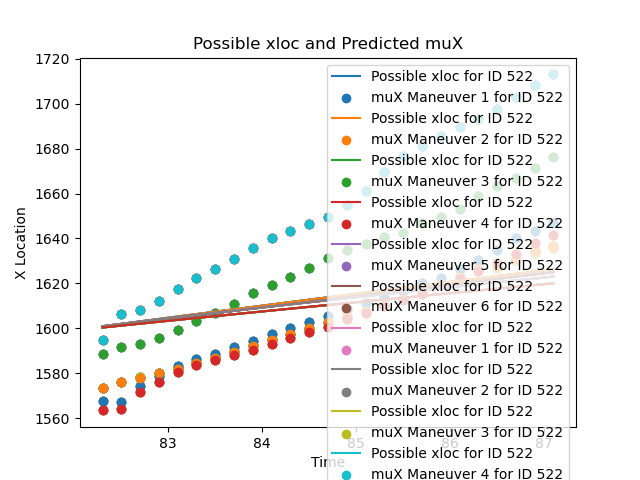 Possible xloc and Predicted muX
1720
1700
1680
1660
1640
1620
1600
1580
1560
X Location
83
84
85
86
87
Time
Possible xloc for ID 522
muX Maneuver 1 for ID 522
Possible xloc for ID 522
muX Maneuver 2 for ID 522
Possible xloc for ID 522
muX Maneuver 3 for ID 522
Possible xloc for ID 522
muX Maneuver 4 for ID 522
Possible xloc for ID 522
muX Maneuver 5 for ID 522
Possible xloc for ID 522
muX Maneuver 6 for ID 522
Possible xloc for ID 522
muX Maneuver 1 for ID 522
Possible xloc for ID 522
muX Maneuver 2 for ID 522
Possible xloc for ID 522
muX Maneuver 3 for ID 522
Possible xloc for ID 522
muX Maneuver 4 for ID 522